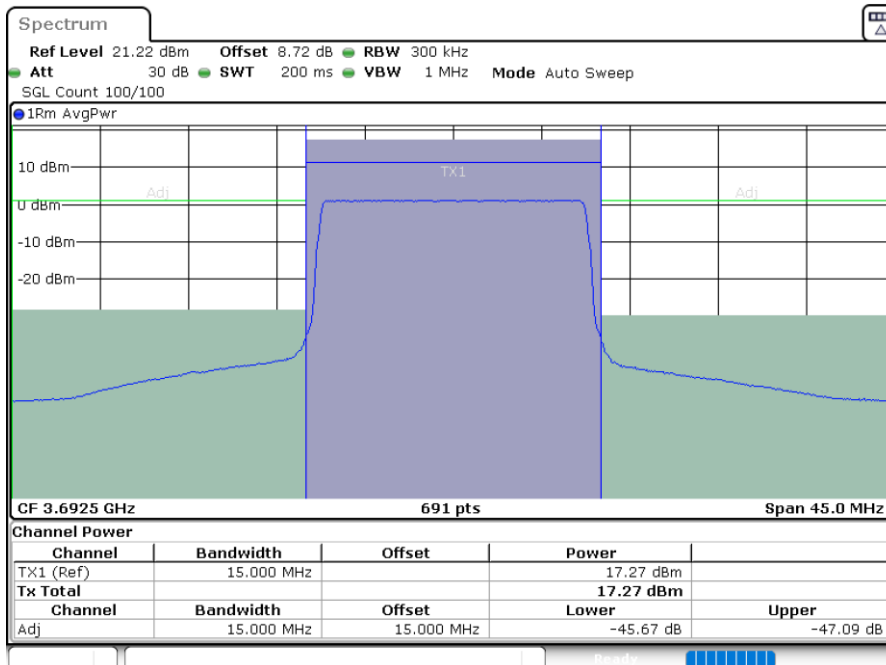 Spectrum
Ref Level 21.22 dBm Offset 8.72 dB RBW 300 kHz
Att 30 dB SWT 200 ms VBW 1 MHz Mode Auto Sweep
SGL Count 100/100
1Rm AvgPwr
10 dBm
TX1
Adj Adj
0 dBm
-10 dBm
-20 dBm
CF 3.6925 GHz 691 pts Span 45.0 MHz
Channel Power
Channel Bandwidth Offset Power
TX1 (Ref) 15.000 MHz 17.27 dBm
Tx Total 17.27 dBm
Channel Bandwidth Offset Lower Upper
Adj 15.000 MHz 15.000 MHz -45.67 dB -47.09 dB
Ready